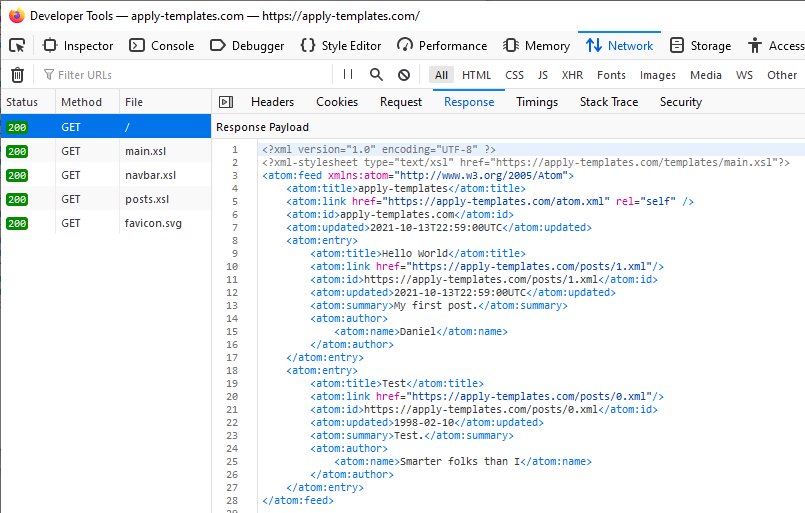 Developer Tools — apply-templates.com — https://apply-templates.com/
Inspector Console Debugger Style Editor Performance Memory Network Storage Access
Filter URLs All HTML CSS JS XHR Fonts Images Media WS Other
Status Method File Headers Cookies Request Response Timings Stack Trace Security
200 GET /
200 GET main.xsl
200 GET navbar.xsl
200 GET posts.xsl
200 GET favicon.svg
Response Payload
1 <?xml version="1.0" encoding="UTF-8" ?>
2 <?xml-stylesheet type="text/xsl" href="https://apply-templates.com/templates/main.xsl"?>
3 <atom:feed xmlns:atom="http://www.w3.org/2005/Atom">
4 <atom:title>apply-templates</atom:title>
5 <atom:link href="https://apply-templates.com/atom.xml" rel="self" />
6 <atom:id>apply-templates.com</atom:id>
7 <atom:updated>2021-10-13T22:59:00UTC</atom:updated>
8 <atom:entry>
9 <atom:title>Hello World</atom:title>
10 <atom:link href="https://apply-templates.com/posts/1.xml"/>
11 <atom:id>https://apply-templates.com/posts/1.xml</atom:id>
12 <atom:updated>2021-10-13T22:59:00UTC</atom:updated>
13 <atom:summary>My first post.</atom:summary>
14 <atom:author>
15 <atom:name>Daniel</atom:name>
16 </atom:author>
17 </atom:entry>
18 <atom:entry>
19 <atom:title>Test</atom:title>
20 <atom:link href="https://apply-templates.com/posts/0.xml"/>
21 <atom:id>https://apply-templates.com/posts/0.xml</atom:id>
22 <atom:updated>1998-02-10</atom:updated>
23 <atom:summary>Test.</atom:summary>
24 <atom:author>
25 <atom:name>Smarter folks than I</atom:name>
26 </atom:author>
27 </atom:entry>
28 </atom:feed>